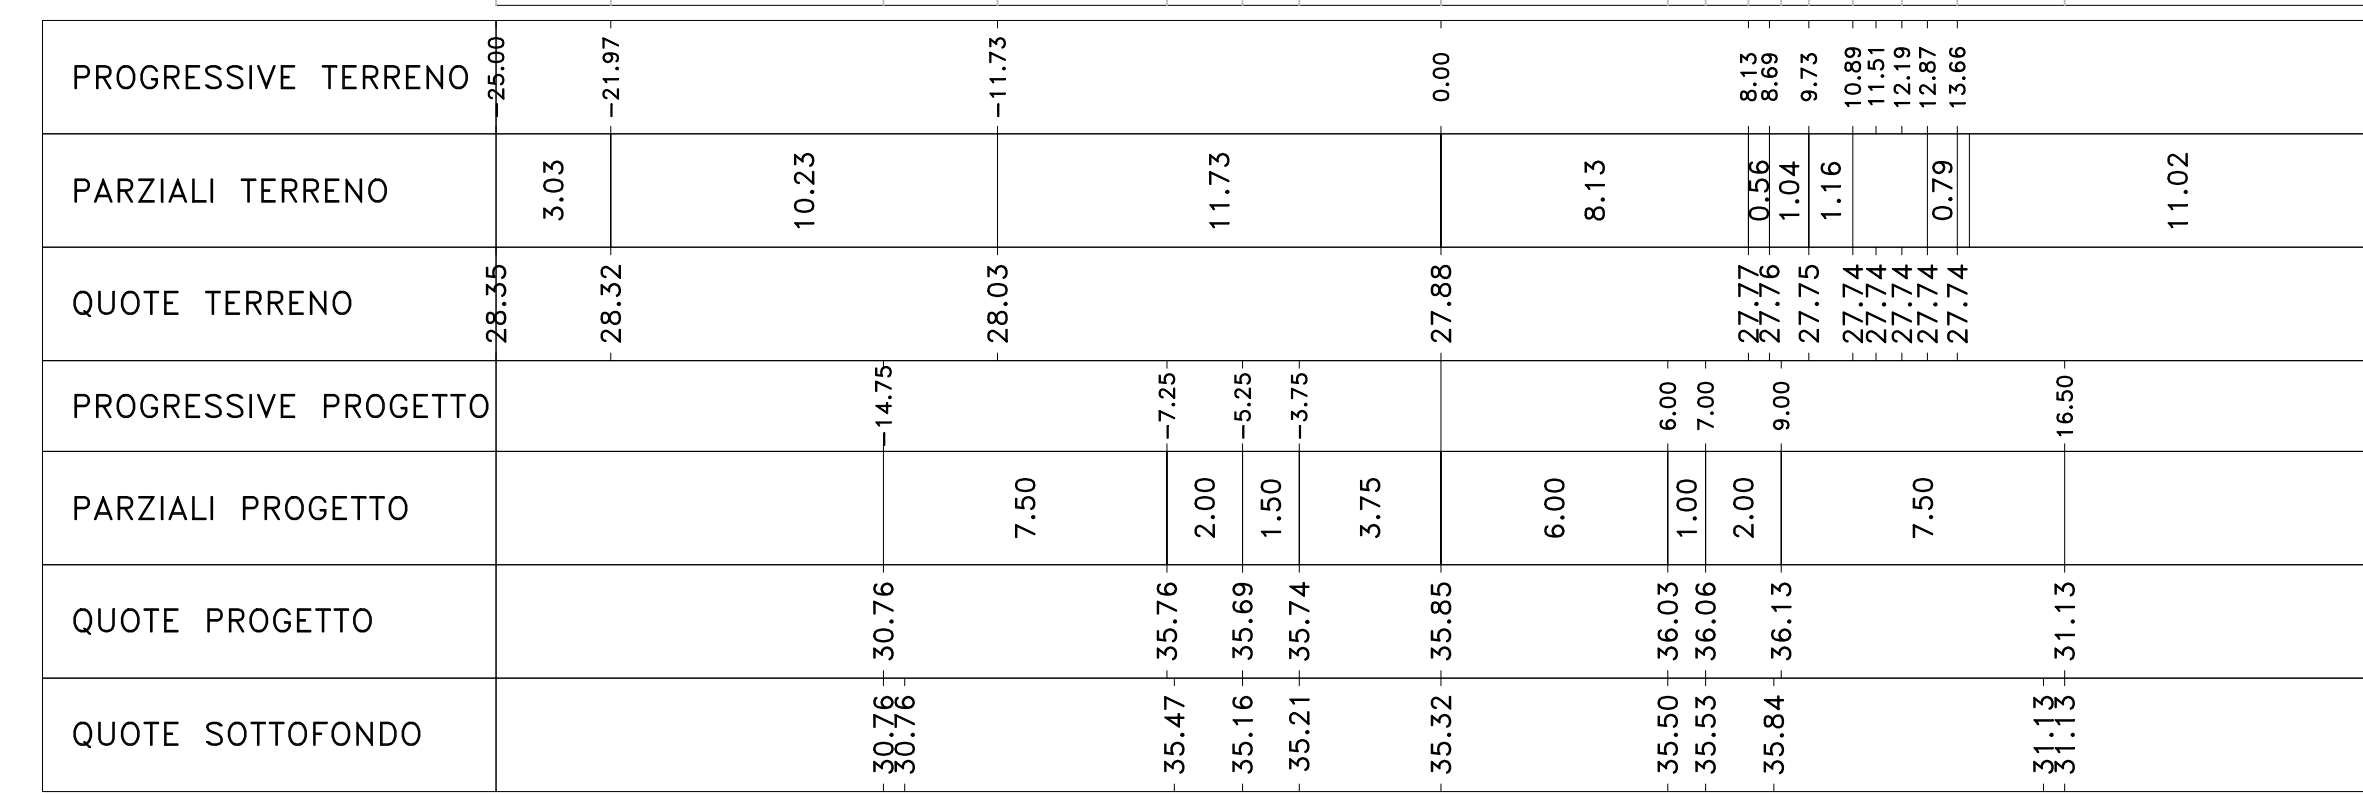 PROGRESSIVE TERRENO -25.00 -21.97 -11.73 0.00 8.13 8.69 9.73 10.89 11.51 12.19 12.87 13.66
PARZIALI TERRENO 3.03 10.23 11.73 8.13 0.56 1.04 1.16 0.79 11.02
QUOTE TERRENO 28.35 28.32 28.03 27.88 27.77 27.76 27.75 27.74 27.74 27.74 27.74 27.74
PROGRESSIVE PROGETTO -14.75 -7.25 -5.25 -3.75 6.00 7.00 9.00 16.50
PARZIALI PROGETTO 7.50 2.00 1.50 3.75 6.00 1.00 2.00 7.50
QUOTE PROGETTO 30.76 35.76 35.69 35.74 35.85 36.03 36.06 36.13 31.13
QUOTE SOTTOFONDO 30.76 30.76 35.47 35.16 35.21 35.32 35.50 35.53 35.84 31.13 31.13